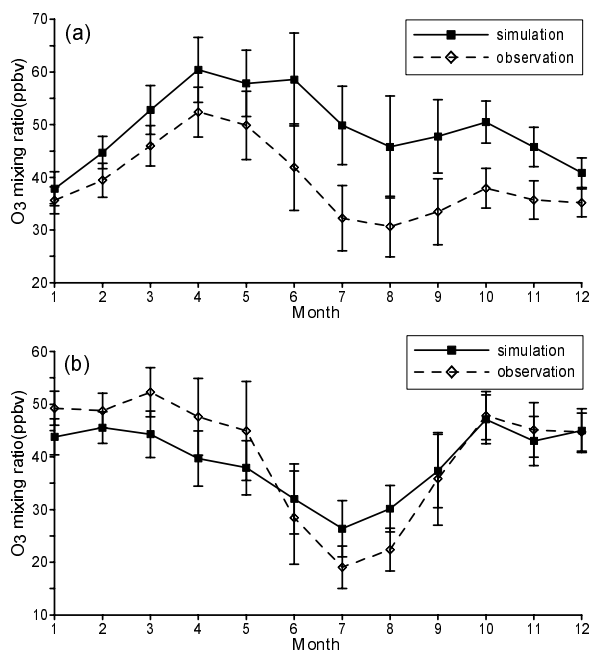 (a)
simulation
observation
O3 mixing ratio(ppbv)
70
60
50
40
30
20
1 2 3 4 5 6 7 8 9 10 11 12
Month
(b)
simulation
observation
O3 mixing ratio(ppbv)
60
50
40
30
20
10
1 2 3 4 5 6 7 8 9 10 11 12
Month